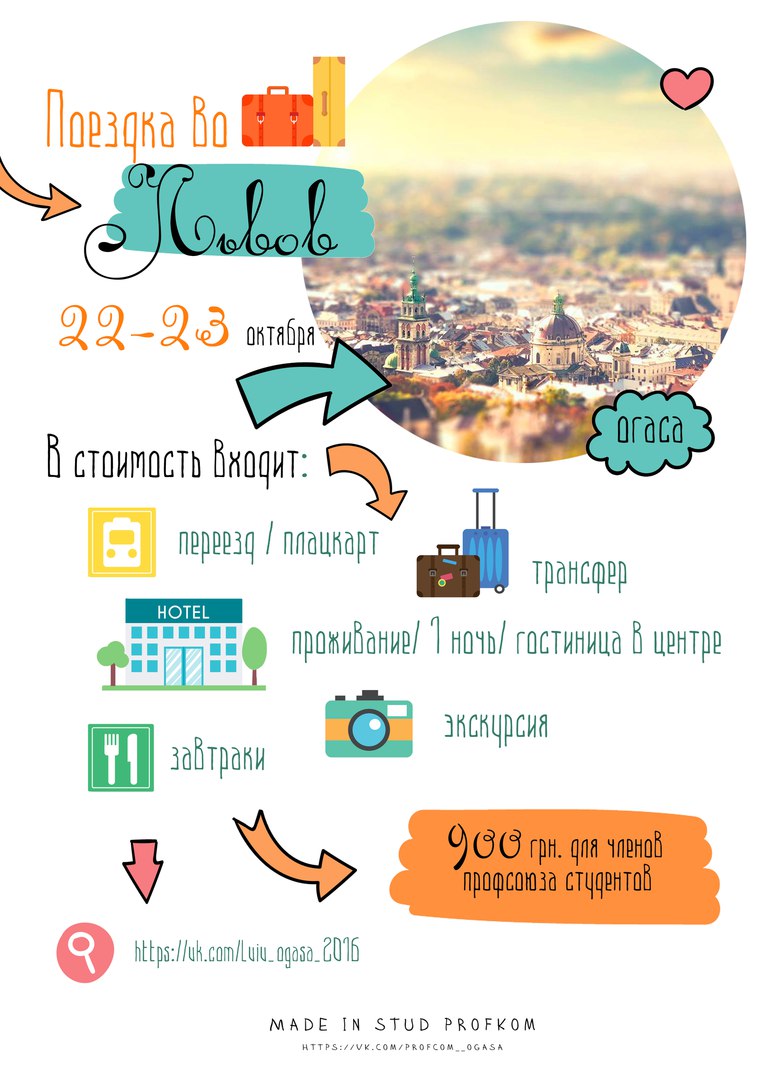 Поездка во
Львов
22-23 октября
огаса
В стоимость входит:
переезд / плацкарт
трансфер
HOTEL
проживание/ 1 ночь/ гостиница в центре
экскурсия
завтраки
900 грн. для членов
профсоюза студентов
https://vk.com/Lviv_ogasa_2016
MADE IN STUD PROFKOM
HTTPS://VK.COM/PROFCOM__OGASA